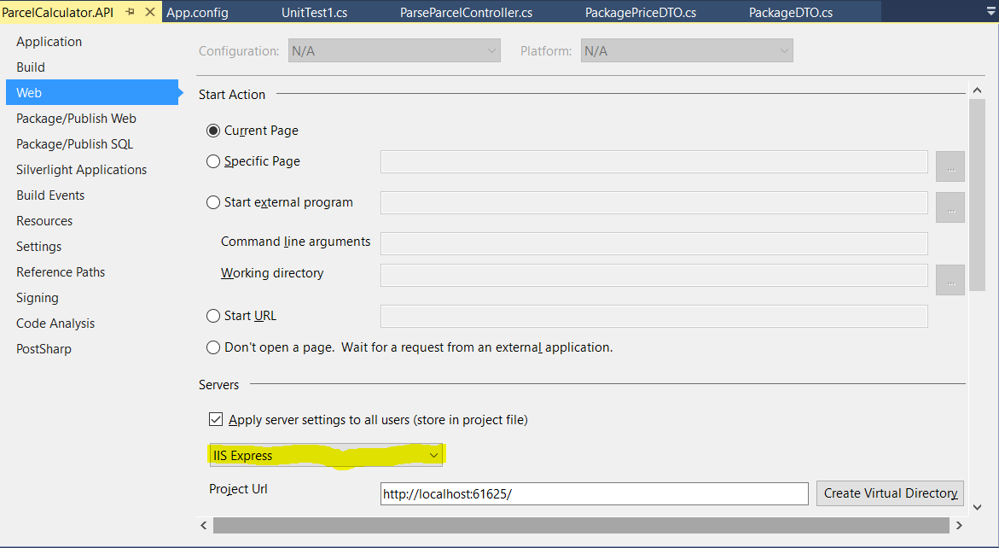 ParcelCalculator.API App.config UnitTest1.cs ParseParcelController.cs PackagePriceDTO.cs PackageDTO.cs
Application
Build
Web
Package/Publish Web
Package/Publish SQL
Silverlight Applications
Build Events
Resources
Settings
Reference Paths
Signing
Code Analysis
PostSharp
Configuration: N/A Platform: N/A
Start Action
Current Page
Specific Page ...
Start external program ...
Command line arguments
Working directory ...
Start URL
Don't open a page. Wait for a request from an external application.
Servers
Apply server settings to all users (store in project file)
IIS Express
Project Url http://localhost:61625/ Create Virtual Directory